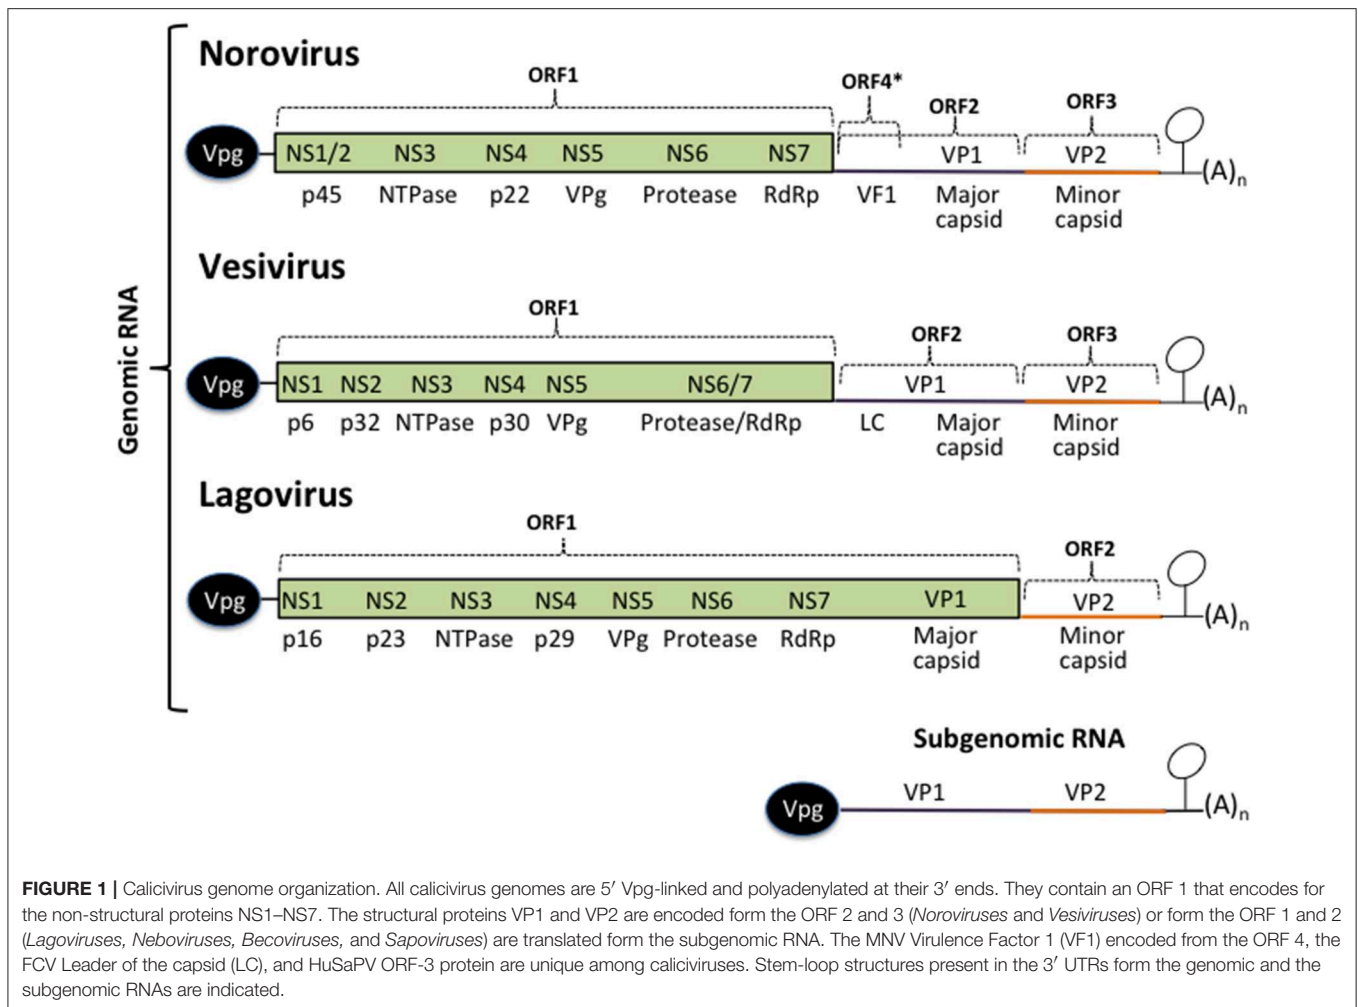 Norovirus
ORF1
ORF4*
ORF2
ORF3
Vpg
NS1/2 NS3 NS4 NS5 NS6 NS7 VP1 VP2
(A)n
p45 NTPase p22 VPg Protease RdRp VF1 Major capsid Minor capsid
Genomic RNA
Vesivirus
ORF1
ORF2
ORF3
Vpg
NS1 NS2 NS3 NS4 NS5 NS6/7 VP1 VP2
(A)n
p6 p32 NTPase p30 VPg Protease/RdRp LC Major capsid Minor capsid
Lagovirus
ORF1
ORF2
Vpg
NS1 NS2 NS3 NS4 NS5 NS6 NS7 VP1 VP2
(A)n
p16 p23 NTPase p29 VPg Protease RdRp Major capsid Minor capsid
Subgenomic RNA
Vpg
VP1 VP2
(A)n
FIGURE 1 | Calicivirus genome organization. All calicivirus genomes are 5′ Vpg-linked and polyadenylated at their 3′ ends. They contain an ORF 1 that encodes for
the non-structural proteins NS1–NS7. The structural proteins VP1 and VP2 are encoded form the ORF 2 and 3 (Noroviruses and Vesiviruses) or form the ORF 1 and 2
(Lagoviruses, Neboviruses, Becoviruses, and Sapoviruses) are translated form the subgenomic RNA. The MNV Virulence Factor 1 (VF1) encoded from the ORF 4, the
FCV Leader of the capsid (LC), and HuSaPV ORF-3 protein are unique among caliciviruses. Stem-loop structures present in the 3′ UTRs form the genomic and the
subgenomic RNAs are indicated.